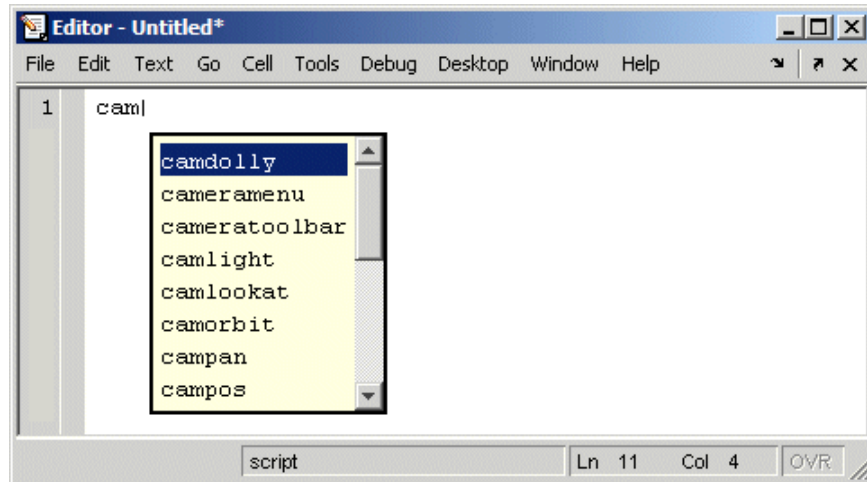 Editor - Untitled*
File Edit Text Go Cell Tools Debug Desktop Window Help
1 cam
camdolly
cameramenu
cameratoolbar
camlight
camlookat
camorbit
campan
campos
script Ln 11 Col 4 OVR